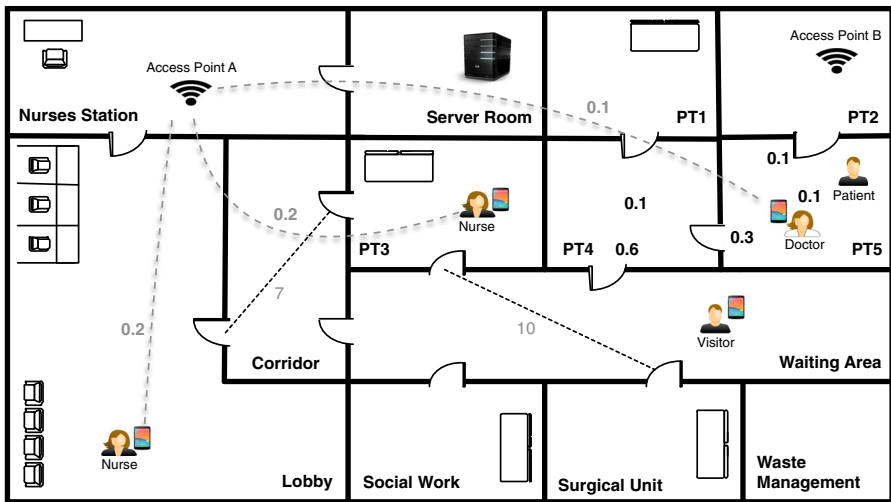 Access Point A
Access Point B
Nurses Station
Server Room
0.1
PT1
PT2
0.1
Patient
0.2
Nurse
0.1
0.1
Doctor
PT3
PT4
0.6
0.3
PT5
7
0.2
10
Visitor
Corridor
Waiting Area
Nurse
Lobby
Social Work
Surgical Unit
Waste
Management